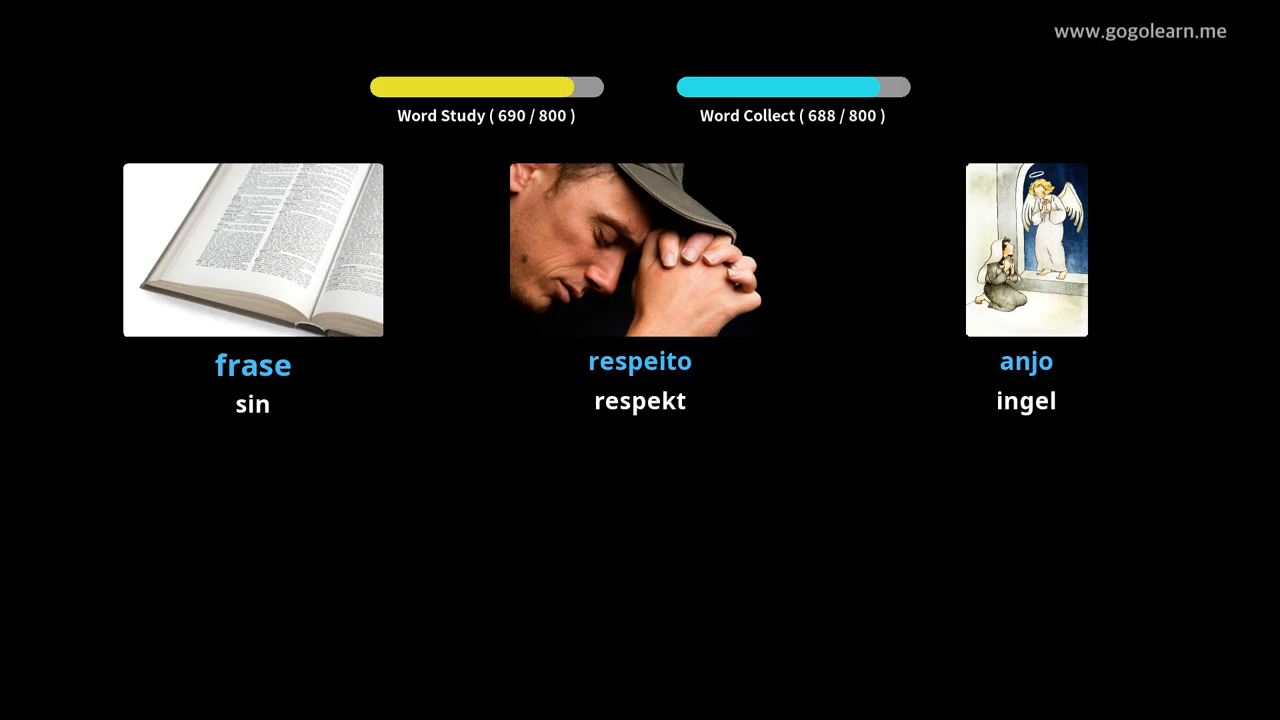 www.gogolearn.me
Word Study ( 690 / 800 )
Word Collect ( 688 / 800 )
frase
sin
respeito
respekt
anjo
ingel